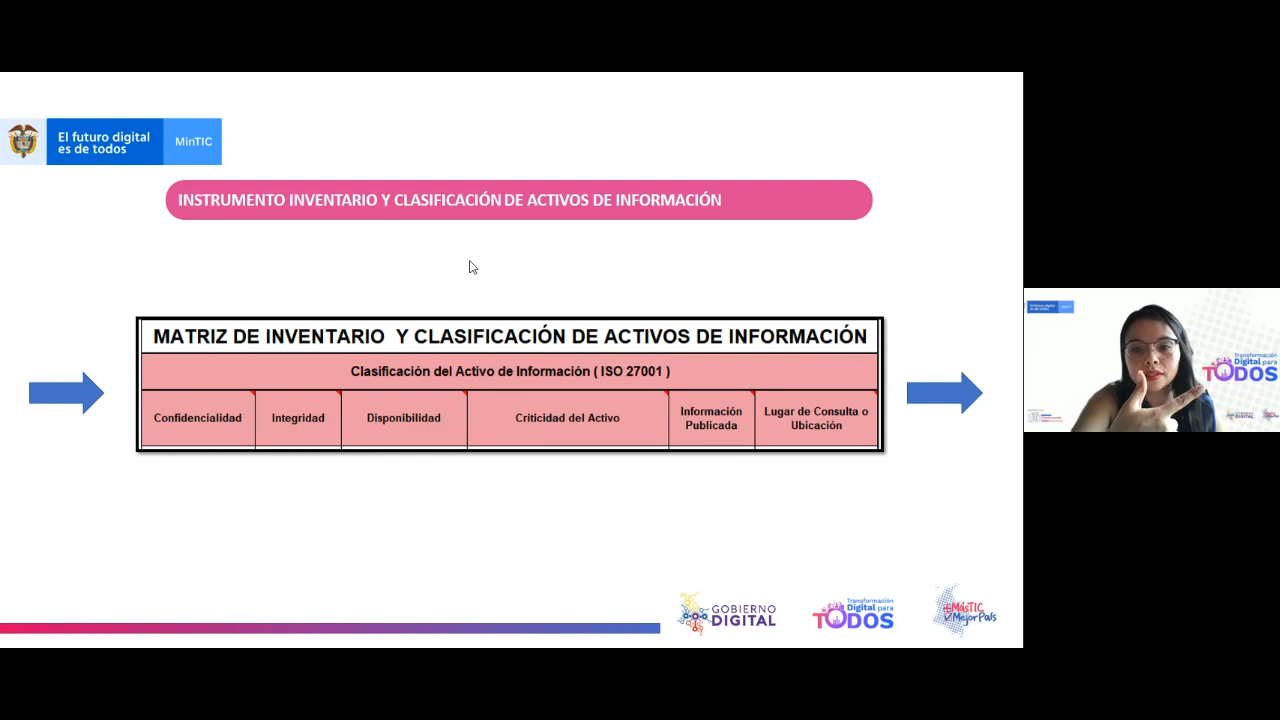 El futuro digital
es de todos
MinTIC
INSTRUMENTO INVENTARIO Y CLASIFICACIÓN DE ACTIVOS DE INFORMACIÓN
MATRIZ DE INVENTARIO Y CLASIFICACIÓN DE ACTIVOS DE INFORMACIÓN
Clasificación del Activo de Información ( ISO 27001 )
Confidencialidad
Integridad
Disponibilidad
Criticidad del Activo
Información
Publicada
Lugar de Consulta o
Ubicación
GOBIERNO
DIGITAL
Transformación
Digital para
TODOS
+MásTIC
MejorPaís
Transformación
Digital para
TODOS